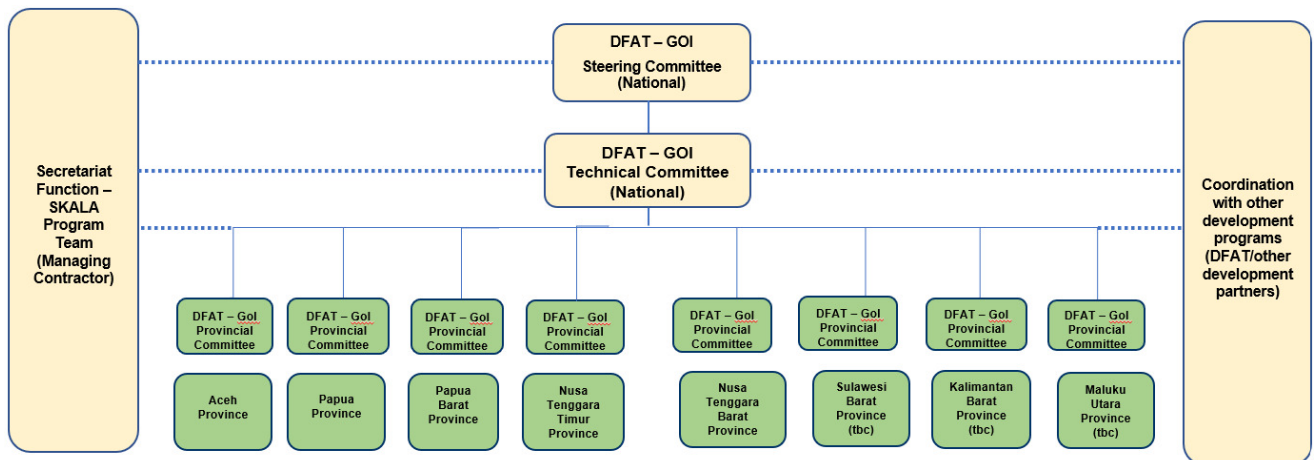 DFAT – GOI
Steering Committee
(National)
DFAT – GOI
Technical Committee
(National)
Secretariat
Function –
SKALA
Program
Team
(Managing
Contractor)
Coordination
with other
development
programs
(DFAT/other
development
partners)
DFAT – GoI
Provincial
Committee
DFAT – GoI
Provincial
Committee
DFAT – GoI
Provincial
Committee
DFAT – GoI
Provincial
Committee
DFAT – GoI
Provincial
Committee
DFAT – GoI
Provincial
Committee
DFAT – GoI
Provincial
Committee
DFAT – GoI
Provincial
Committee
Aceh
Province
Papua
Province
Papua
Barat
Province
Nusa
Tenggara
Timur Province
Nusa
Tenggara
Barat
Province
Sulawesi
Barat
Province
(tbc)
Kalimantan
Barat
Province
(tbc)
Maluku
Utara
Province
(tbc)